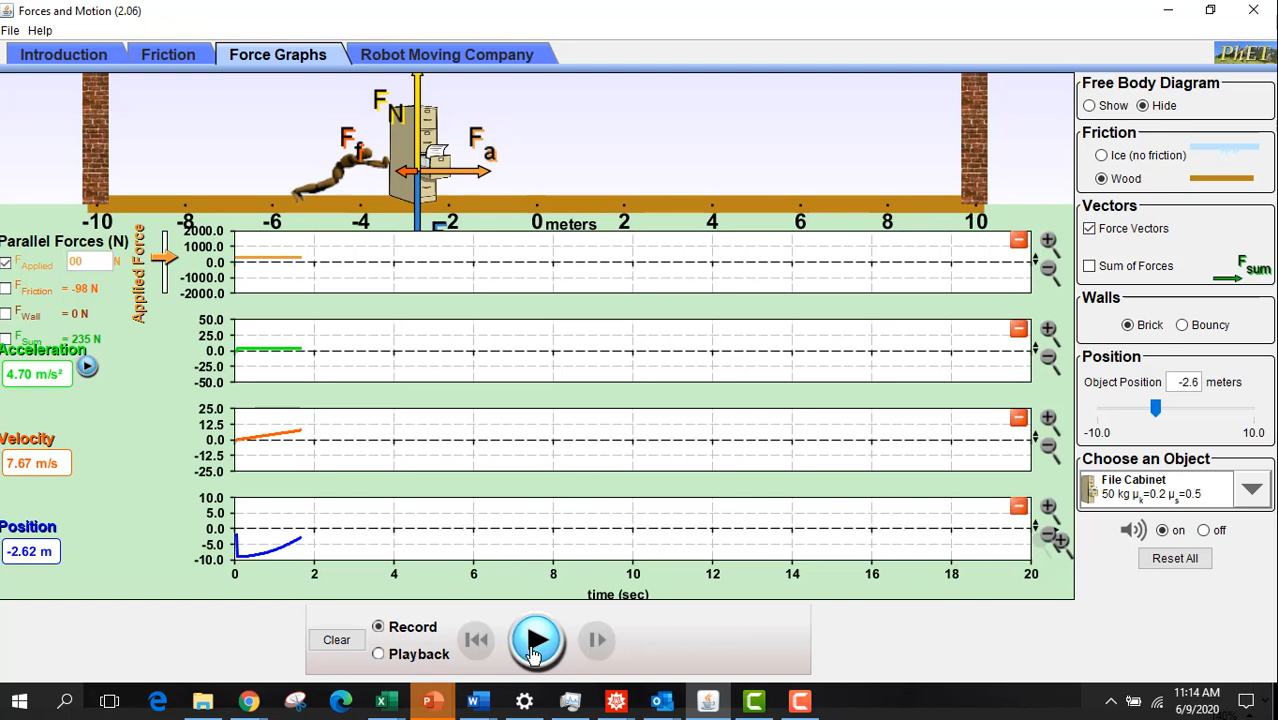 Forces and Motion (2.06)
File Help
Introduction Friction Force Graphs Robot Moving Company
PhET
F N
F f
F a
-10 -8 -6 -4 -2 0 meters 2 4 6 8 10
Parallel Forces (N)
F Applied 00 N
F Friction = -98 N
F Wall = 0 N
F Sum = 235 N
Applied Force
2000.0
1000.0
0.0
-1000.0
-2000.0
Acceleration
4.70 m/s²
50.0
25.0
0.0
-25.0
-50.0
Velocity
7.67 m/s
25.0
12.5
0.0
-12.5
-25.0
Position
-2.62 m
10.0
5.0
0.0
-5.0
-10.0
0 2 4 6 8 10 12 14 16 18 20
time (sec)
Clear
Record
Playback
Free Body Diagram
Show Hide
Friction
Ice (no friction)
Wood
Vectors
Force Vectors
Sum of Forces
F sum
Walls
Brick Bouncy
Position
Object Position -2.6 meters
-10.0 10.0
Choose an Object
File Cabinet
50 kg μk=0.2 μs=0.5
on off
Reset All
11:14 AM
6/9/2020